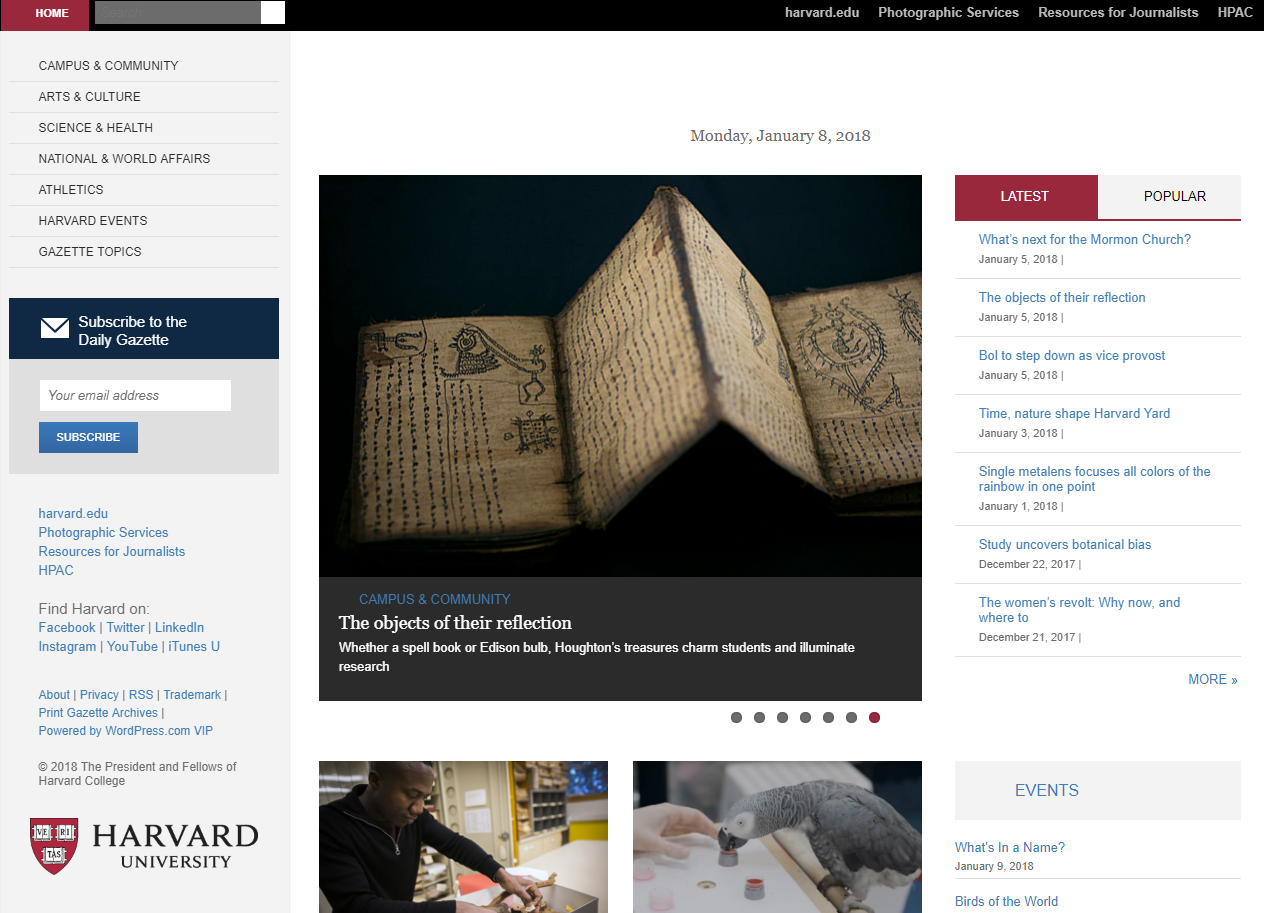 HOME
Search
harvard.edu Photographic Services Resources for Journalists HPAC
CAMPUS & COMMUNITY
ARTS & CULTURE
SCIENCE & HEALTH
NATIONAL & WORLD AFFAIRS
ATHLETICS
HARVARD EVENTS
GAZETTE TOPICS
Subscribe to the
Daily Gazette
Your email address
SUBSCRIBE
harvard.edu
Photographic Services
Resources for Journalists
HPAC
Find Harvard on:
Facebook | Twitter | LinkedIn
Instagram | YouTube | iTunes U
About | Privacy | RSS | Trademark |
Print Gazette Archives |
Powered by WordPress.com VIP
© 2018 The President and Fellows of
Harvard College
VE RI
TAS
HARVARD
UNIVERSITY
Monday, January 8, 2018
CAMPUS & COMMUNITY
The objects of their reflection
Whether a spell book or Edison bulb, Houghton's treasures charm students and illuminate
research
LATEST POPULAR
What's next for the Mormon Church?
January 5, 2018 |
The objects of their reflection
January 5, 2018 |
Bol to step down as vice provost
January 5, 2018 |
Time, nature shape Harvard Yard
January 3, 2018 |
Single metalens focuses all colors of the
rainbow in one point
January 1, 2018 |
Study uncovers botanical bias
December 22, 2017 |
The women's revolt: Why now, and
where to
December 21, 2017 |
MORE »
EVENTS
What's In a Name?
January 9, 2018
Birds of the World